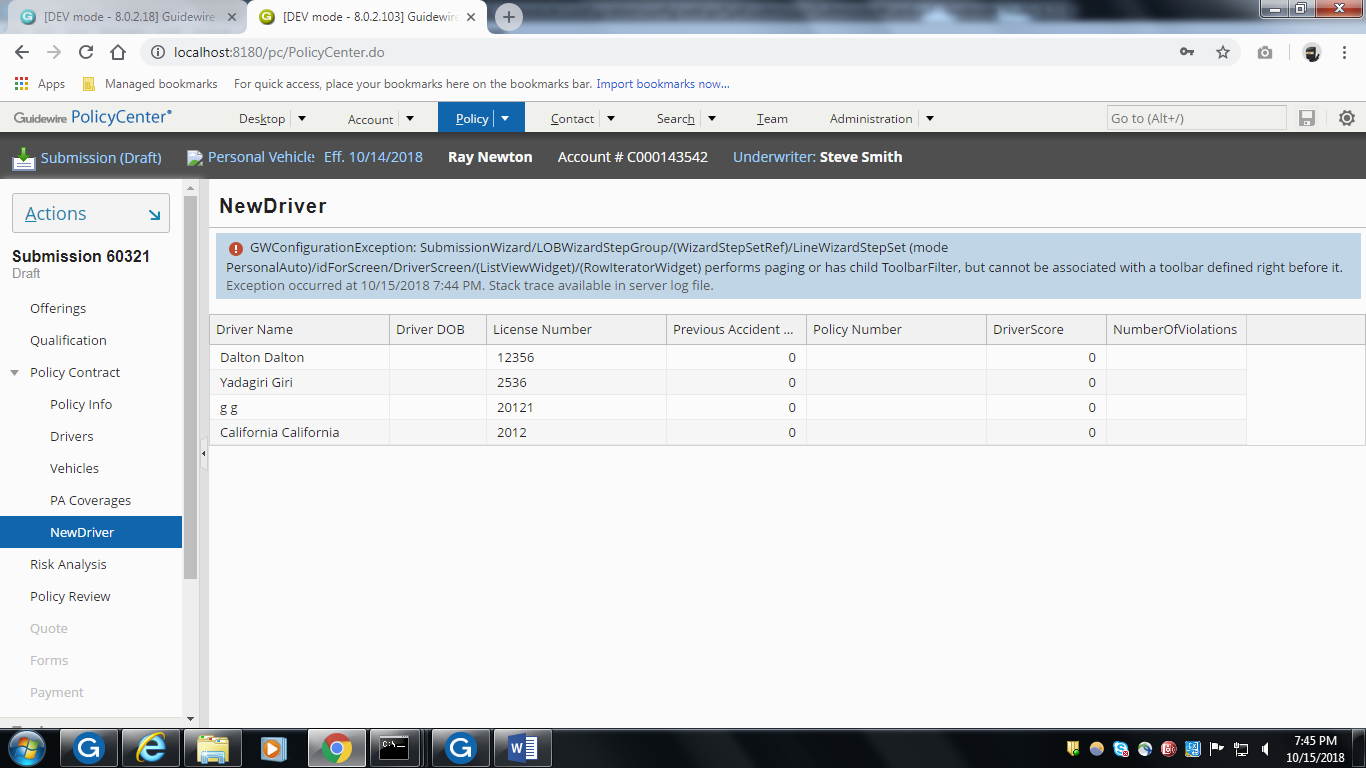 [DEV mode - 8.0.2.18] Guidewire
[DEV mode - 8.0.2.103] Guidewire
localhost:8180/pc/PolicyCenter.do
Apps Managed bookmarks For quick access, place your bookmarks here on the bookmarks bar. Import bookmarks now...
Guidewire PolicyCenter® Desktop Account Policy Contact Search Team Administration Go to (Alt+/)
Submission (Draft) Personal Vehicle Eff. 10/14/2018 Ray Newton Account # C000143542 Underwriter: Steve Smith
Actions
Submission 60321
Draft
Offerings
Qualification
Policy Contract
Policy Info
Drivers
Vehicles
PA Coverages
NewDriver
Risk Analysis
Policy Review
Quote
Forms
Payment
NewDriver
GWConfigurationException: SubmissionWizard/LOBWizardStepGroup/(WizardStepSetRef)/LineWizardStepSet (mode
PersonalAuto)/idForScreen/DriverScreen/(ListViewWidget)/(RowIteratorWidget) performs paging or has child ToolbarFilter, but cannot be associated with a toolbar defined right before it.
Exception occurred at 10/15/2018 7:44 PM. Stack trace available in server log file.
Driver Name Driver DOB License Number Previous Accident ... Policy Number DriverScore NumberOfViolations
Dalton Dalton 12356 0 0
Yadagiri Giri 2536 0 0
g g 20121 0 0
California California 2012 0 0
7:45 PM
10/15/2018